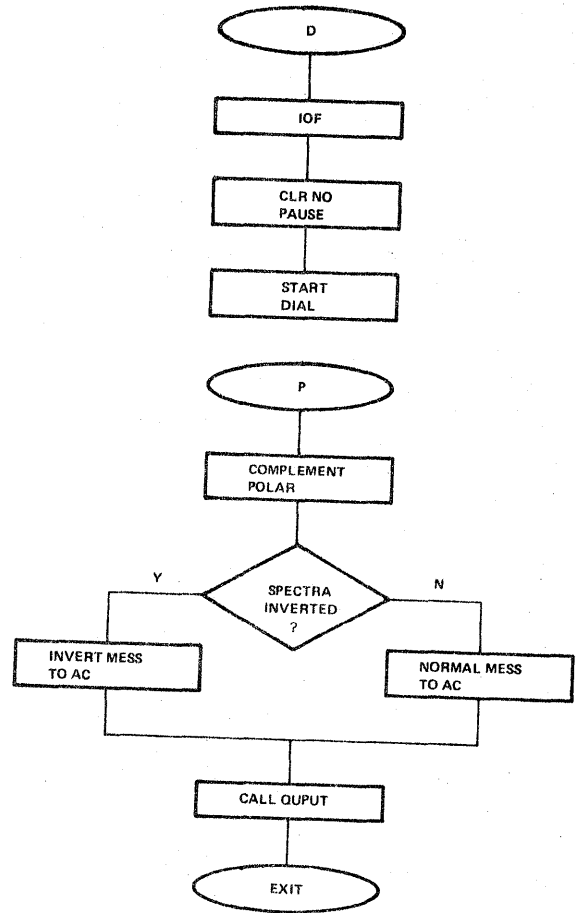 D
IOF
CLR NO
PAUSE
START
DIAL
P
COMPLEMENT
POLAR
SPECTRA
INVERTED
?
Y
N
INVERT MESS
TO AC
NORMAL MESS
TO AC
CALL QUPUT
EXIT